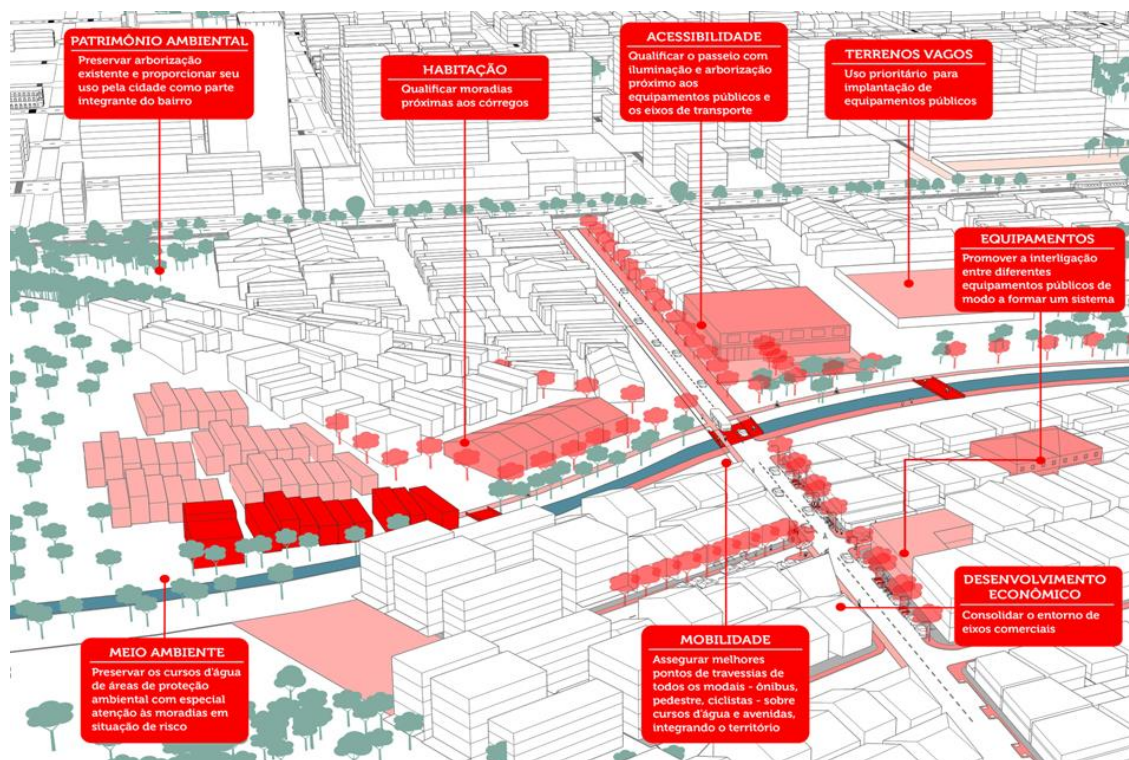 PATRIMÔNIO AMBIENTAL
Preservar arborização
existente e proporcionar seu
uso pela cidade como parte
integrante do bairro
HABITAÇÃO
Qualificar moradias
próximas aos córregos
ACESSIBILIDADE
Qualificar o passeio com
iluminação e arborização
próximo aos
equipamentos públicos e
os eixos de transporte
TERRENOS VAGOS
Uso prioritário para
implantação de
equipamentos públicos
EQUIPAMENTOS
Promover a interligação
entre diferentes
equipamentos públicos de
modo a formar um sistema
MEIO AMBIENTE
Preservar os cursos d'água
de áreas de proteção
ambiental com especial
atenção às moradias em
situação de risco
MOBILIDADE
Assegurar melhores
pontos de travessias de
todos os modais - ônibus,
pedestre, ciclistas - sobre
cursos d'água e avenidas,
integrando o território
DESENVOLVIMENTO
ECONÔMICO
Consolidar o entorno de
eixos comerciais